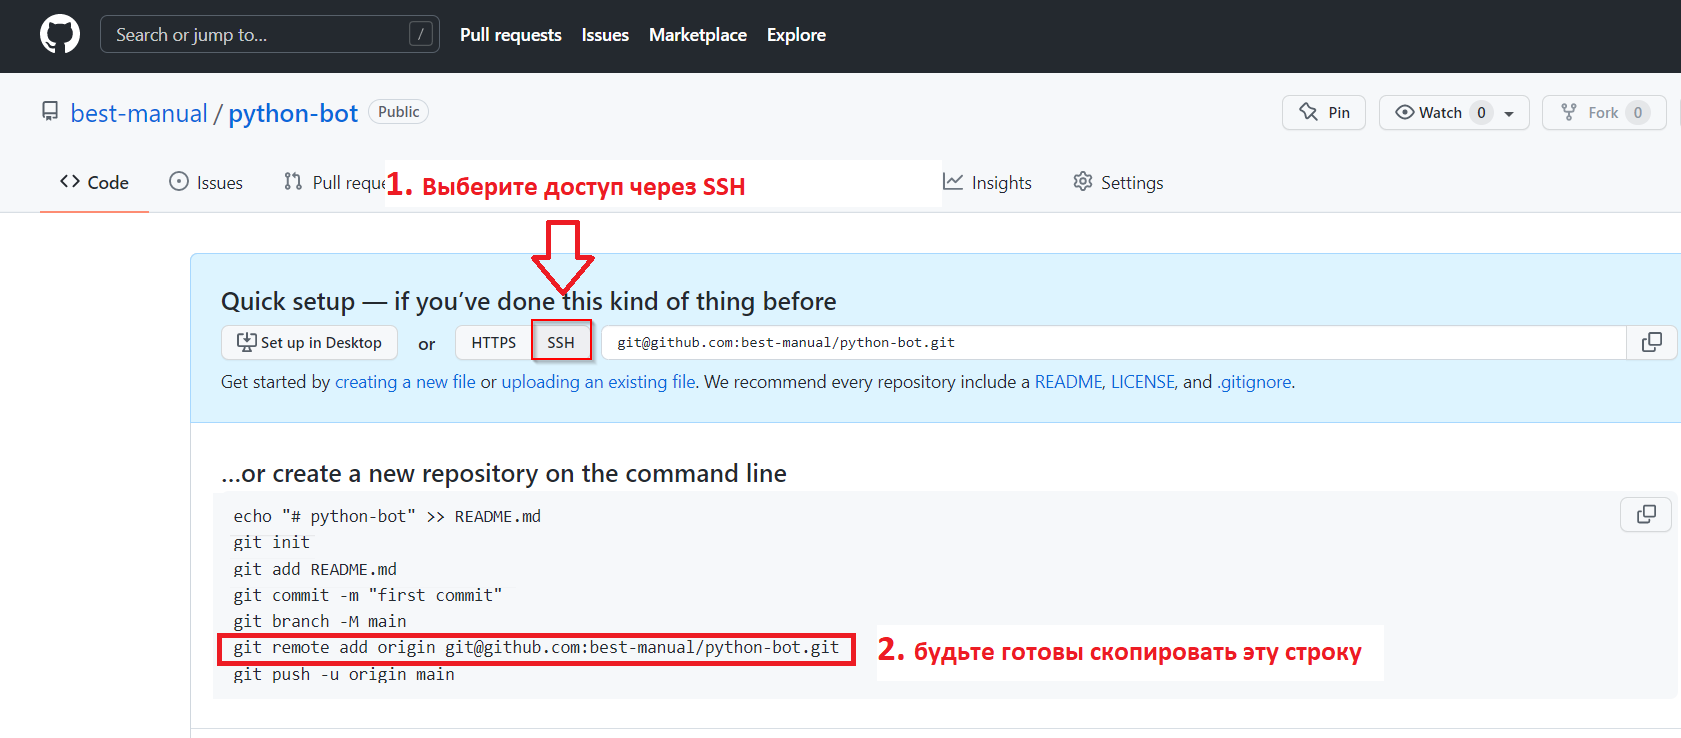 Search or jump to... /
Pull requests Issues Marketplace Explore
best-manual / python-bot Public
Pin Watch 0 Fork 0
Code Issues Pull reque
1. Выберите доступ через SSH
Insights Settings
Quick setup — if you’ve done this kind of thing before
Set up in Desktop or HTTPS SSH git@github.com:best-manual/python-bot.git
Get started by creating a new file or uploading an existing file. We recommend every repository include a README, LICENSE, and .gitignore.
...or create a new repository on the command line
echo "# python-bot" >> README.md
git init
git add README.md
git commit -m "first commit"
git branch -M main
git remote add origin git@github.com:best-manual/python-bot.git
2. будьте готовы скопировать эту строку
git push -u origin main